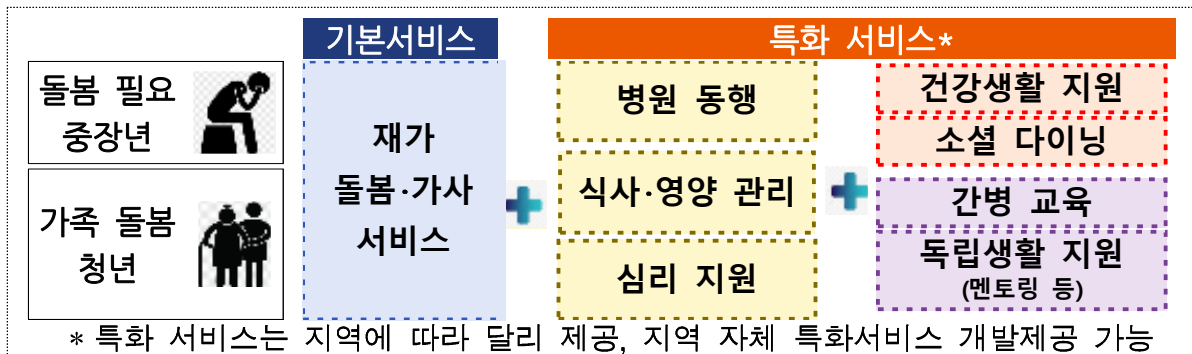 기본서비스
특화 서비스*
돌봄 필요
중장년
가족 돌봄
청년
재가
돌봄·가사
서비스
병원 동행
식사·영양 관리
심리 지원
건강생활 지원
소셜 다이닝
간병 교육
독립생활 지원
(멘토링 등)
* 특화 서비스는 지역에 따라 달리 제공, 지역 자체 특화서비스 개발제공 가능